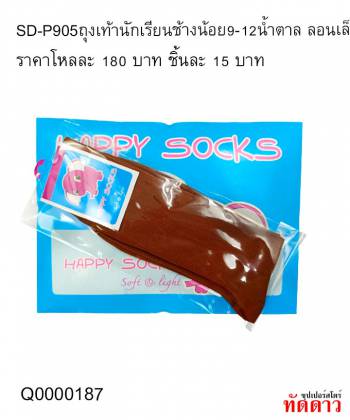 SD-P905ถุงเท้านักเรียนช้างน้อย9-12น้ำตาล ลอนเล็
ราคาโหลละ 180 บาท ชิ้นละ 15 บาท
HAPPY SOCKS
HAPPY SOCKS
HAPPY SOC
Soft & light
Q0000187
ซุปเปอร์สโตร์
ทัดดาว